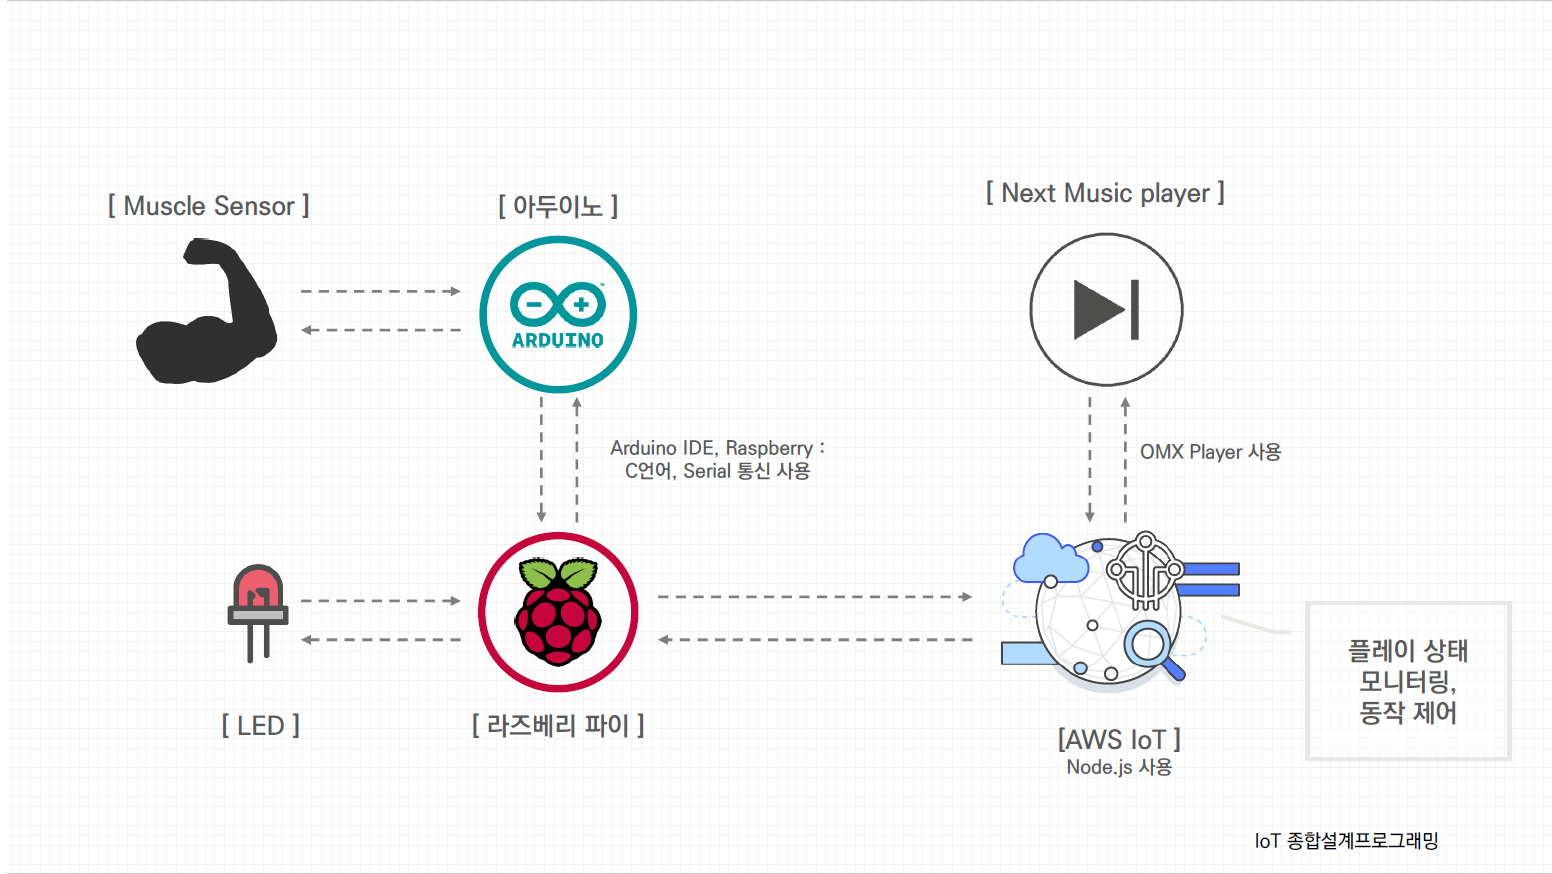 [ Muscle Sensor ]
[ 아두이노 ]
[ Next Music player ]
ARDUINO
Arduino IDE, Raspberry :
C언어, Serial 통신 사용
OMX Player 사용
플레이 상태
모니터링,
동작 제어
[ LED ]
[ 라즈베리 파이 ]
[AWS IoT ]
Node.js 사용
IoT 종합설계프로그래밍